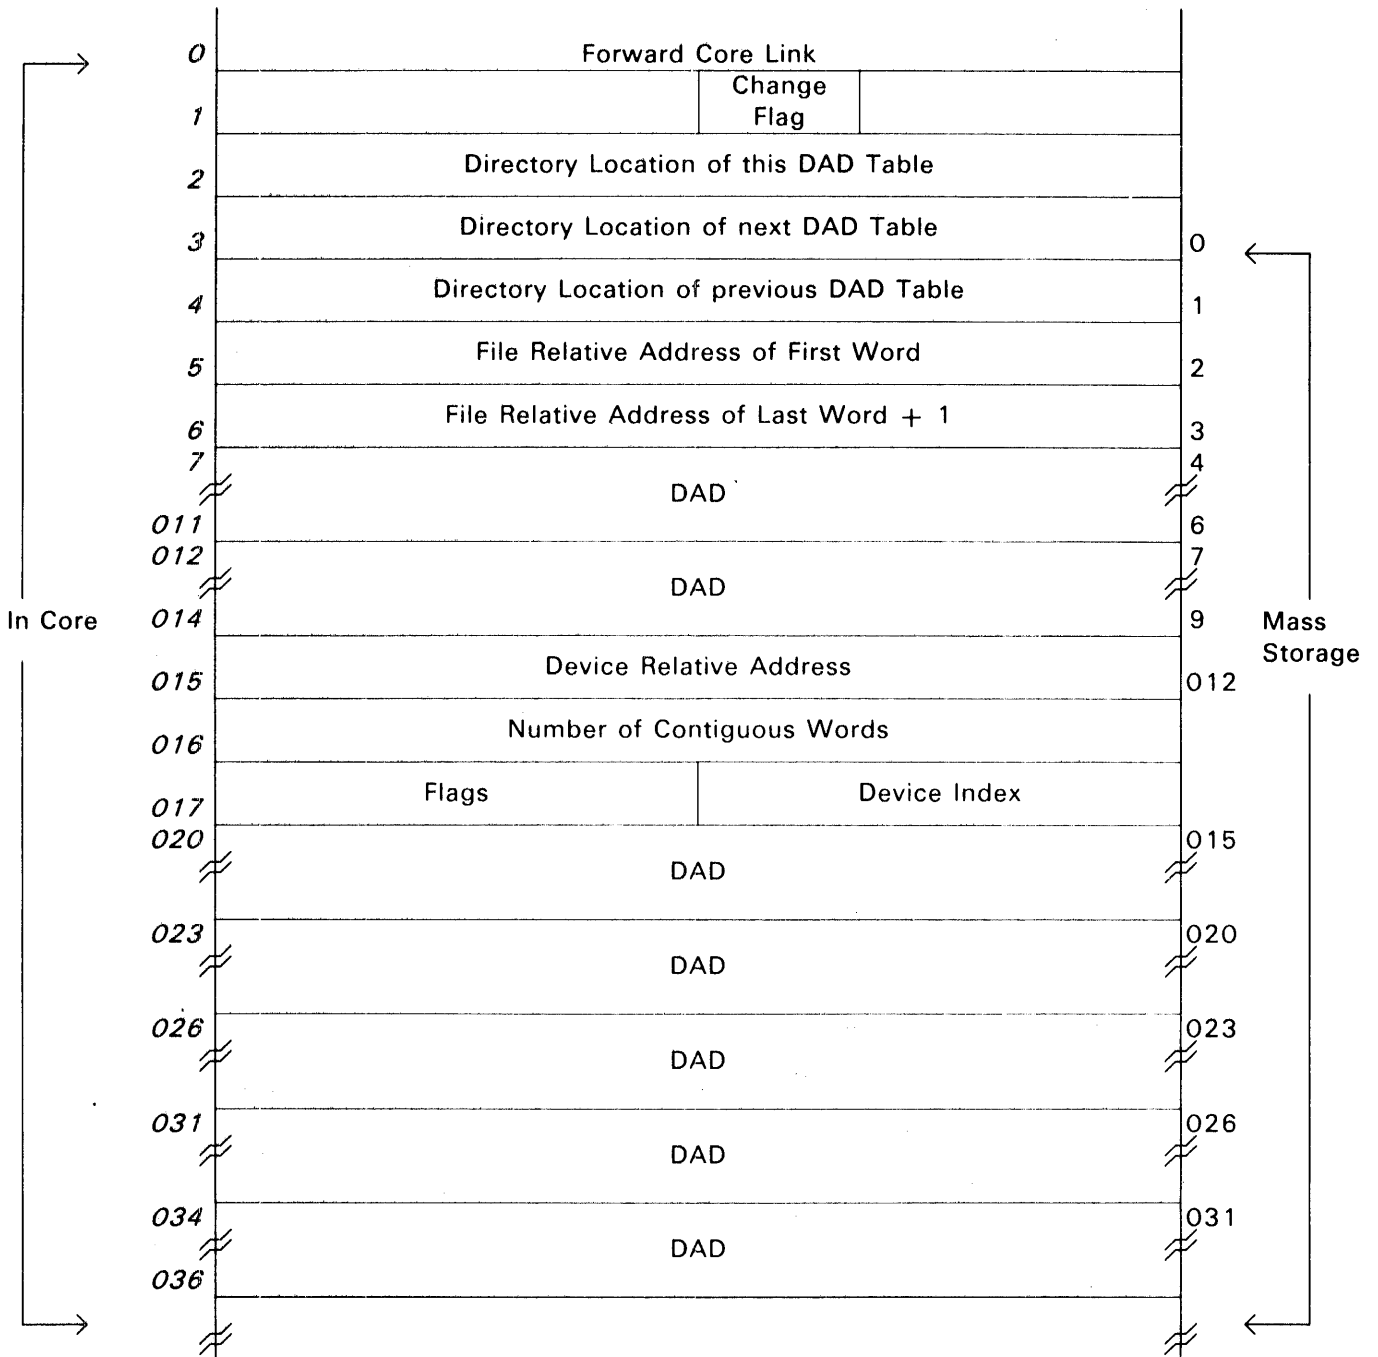 0 Forward Core Link
Change
1 Flag
2 Directory Location of this DAD Table
3 Directory Location of next DAD Table 0
4 Directory Location of previous DAD Table 1
5 File Relative Address of First Word 2
6 File Relative Address of Last Word + 1 3
7 4
DAD
011 6
012 7
DAD
In Core 014 9 Mass
Storage
015 Device Relative Address 012
016 Number of Contiguous Words
017 Flags Device Index
020 015
DAD
023 020
DAD
026 023
DAD
031 026
DAD
034 031
DAD
036